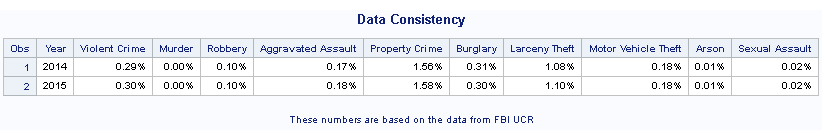 Data Consistency
Obs Year Violent Crime Murder Robbery Aggravated Assault Property Crime Burglary Larceny Theft Motor Vehicle Theft Arson Sexual Assault
1 2014 0.29% 0.00% 0.10% 0.17% 1.56% 0.31% 1.08% 0.18% 0.01% 0.02%
2 2015 0.30% 0.00% 0.10% 0.18% 1.58% 0.30% 1.10% 0.18% 0.01% 0.02%
These numbers are based on the data from FBI UCR